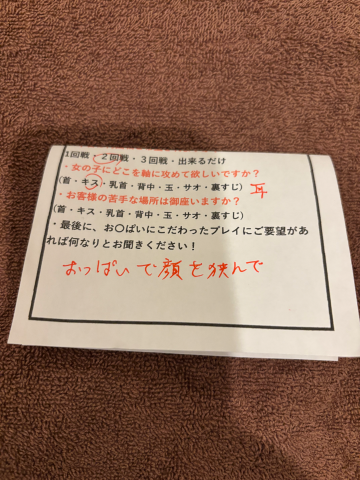 1回戦・2回戦・3回戦・出来るだけ
・女の子にどこを軸に攻めて欲しいですか？
（首・キス・乳首・背中・玉・サオ・裏すじ）耳
・お客様の苦手な場所は御座いますか？
（首・キス・乳首・背中・玉・サオ・裏すじ）
・最後に、お〇ぱいにこだわったプレイにご要望があ
れば何なりとお聞きください！
おっぱいで顔を挟んで